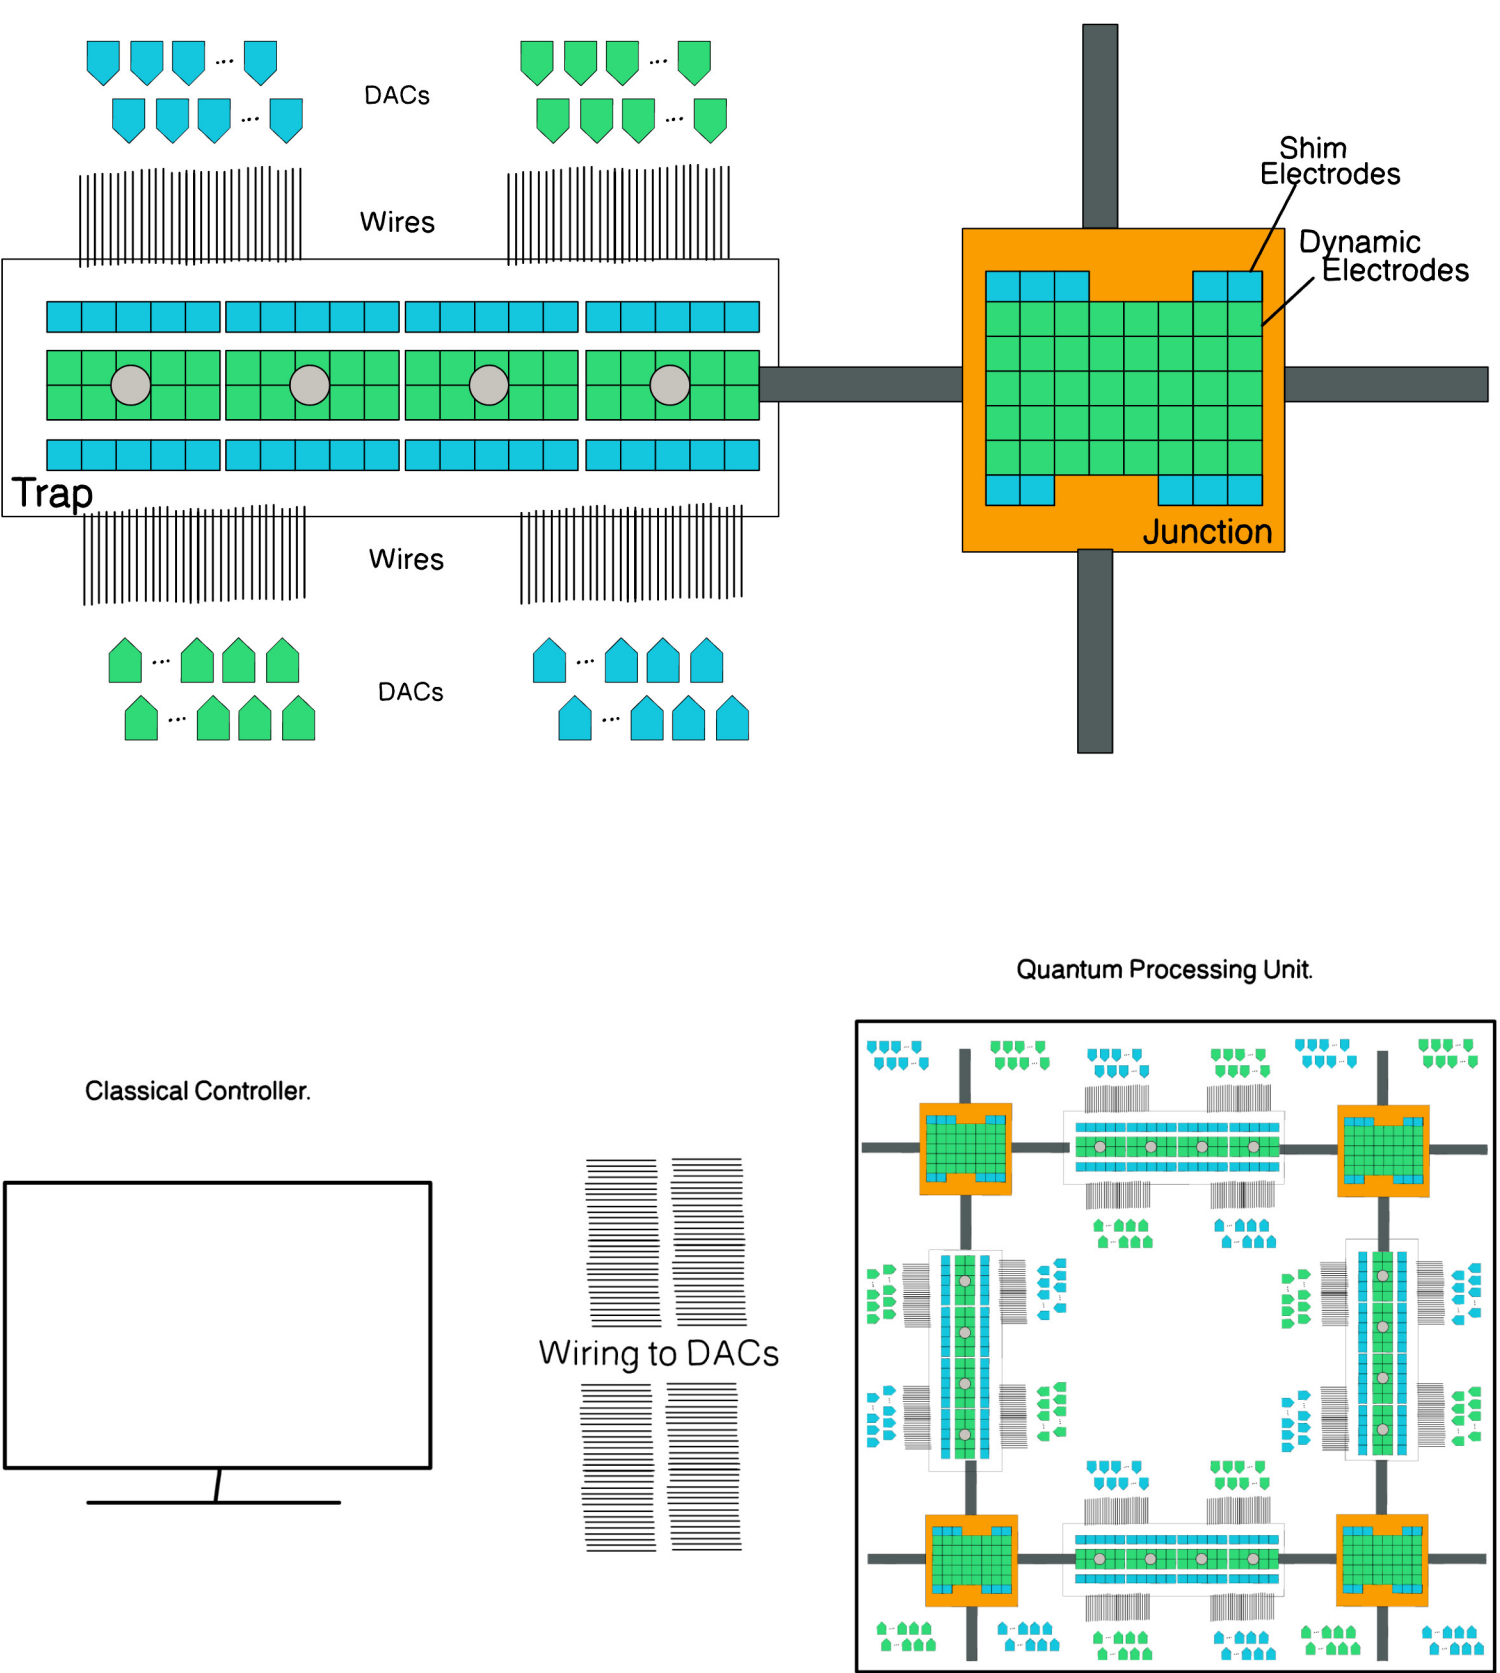 DACs
Wires
Shim
Electrodes
Dynamic
Electrodes
Trap
Junction
Wires
DACs
Quantum Processing Unit.
Classical Controller.
Wiring to DACs